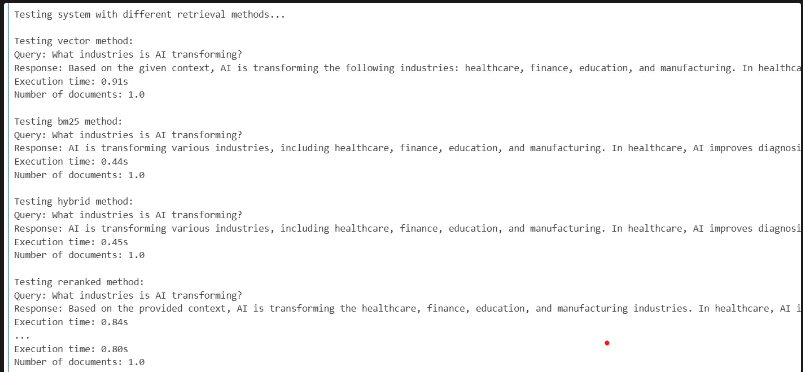 Testing system with different retrieval methods...
Testing vector method:
Query: What industries is AI transforming?
Response: Based on the given context, AI is transforming the following industries: healthcare, finance, education, and manufacturing. In healthca
Execution time: 0.91s
Number of documents: 1.0
Testing bm25 method:
Query: What industries is AI transforming?
Response: AI is transforming various industries, including healthcare, finance, education, and manufacturing. In healthcare, AI improves diagnosi
Execution time: 0.44s
Number of documents: 1.0
Testing hybrid method:
Query: What industries is AI transforming?
Response: AI is transforming various industries, including healthcare, finance, education, and manufacturing. In healthcare, AI improves diagnosi
Execution time: 0.45s
Number of documents: 1.0
Testing reranked method:
Query: What industries is AI transforming?
Response: Based on the provided context, AI is transforming the healthcare, finance, education, and manufacturing industries. In healthcare, AI i
Execution time: 0.84s
...
Execution time: 0.80s
Number of documents: 1.0